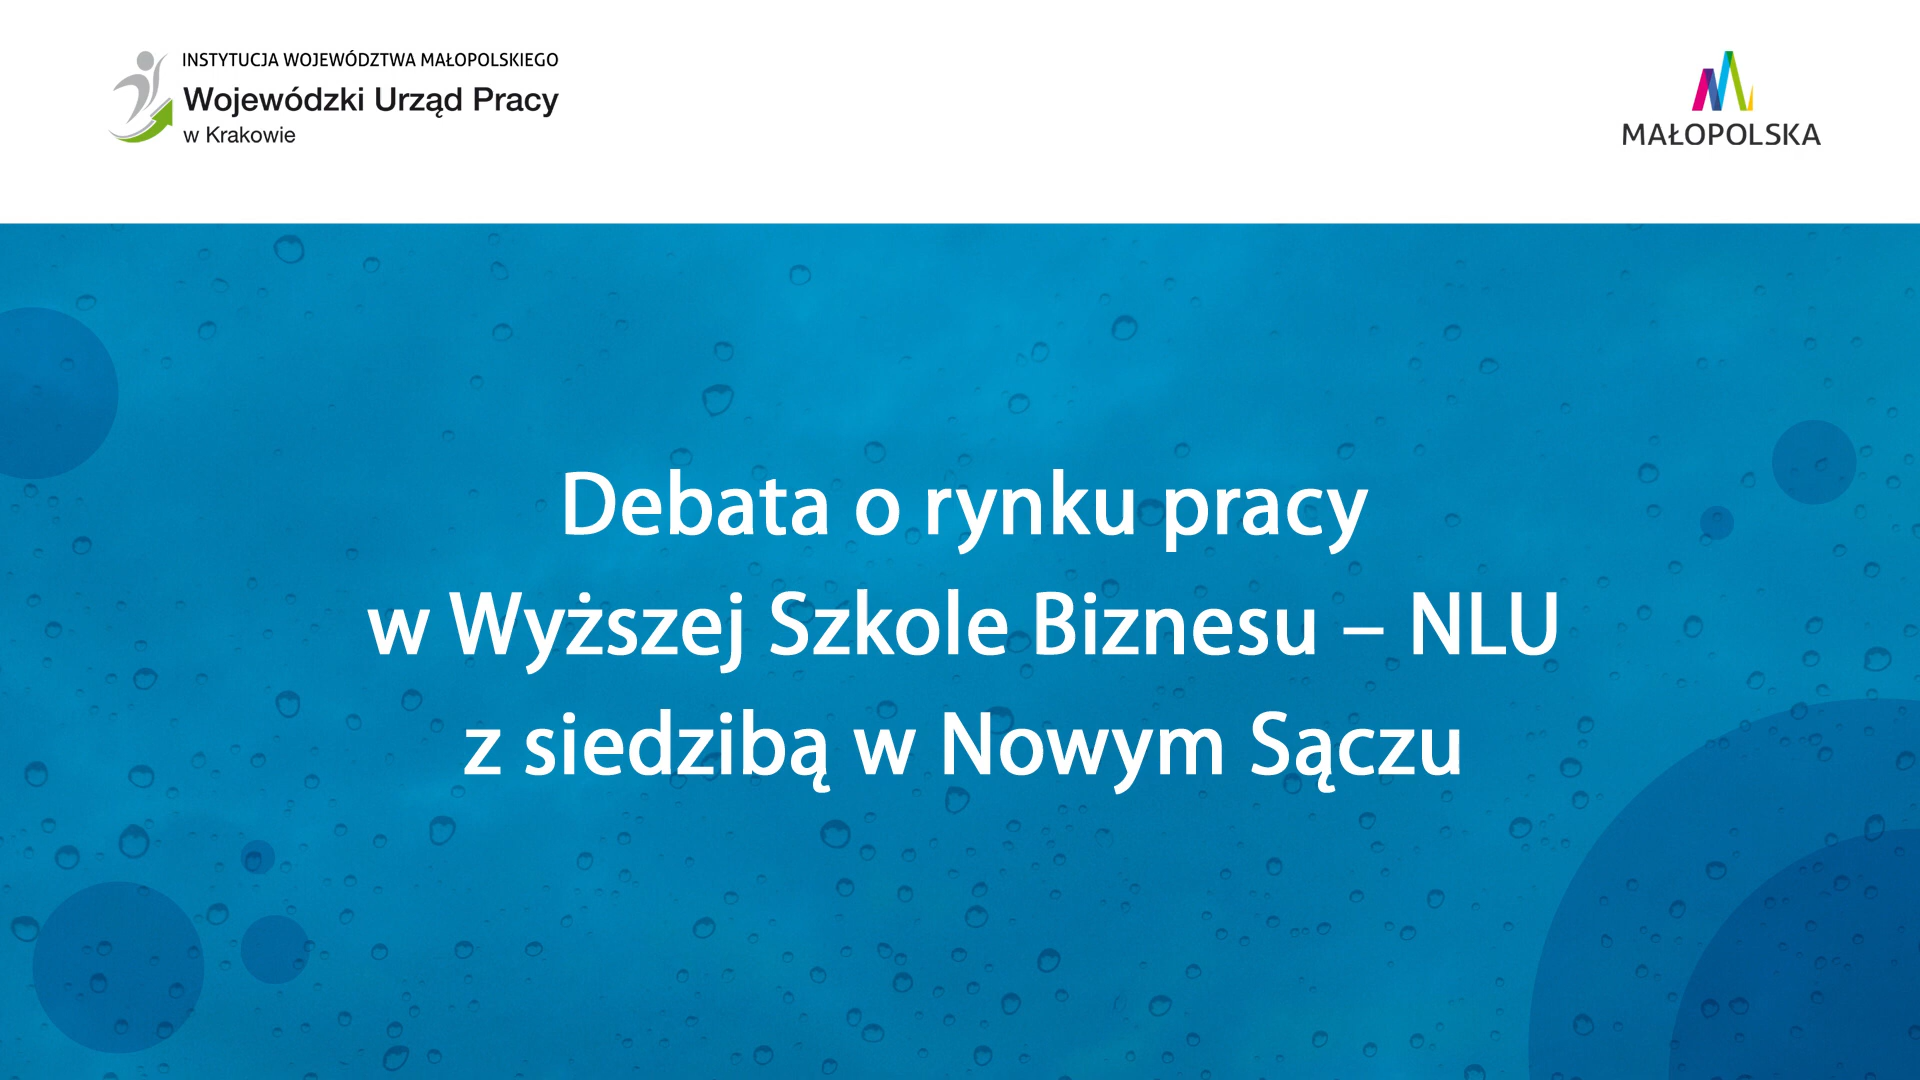 INSTYTUCJA WOJEWÓDZTWA MAŁOPOLSKIEGO
Wojewódzki Urząd Pracy
w Krakowie
MAŁOPOLSKA
Debata o rynku pracy
w Wyższej Szkole Biznesu – NLU
z siedzibą w Nowym Sączu